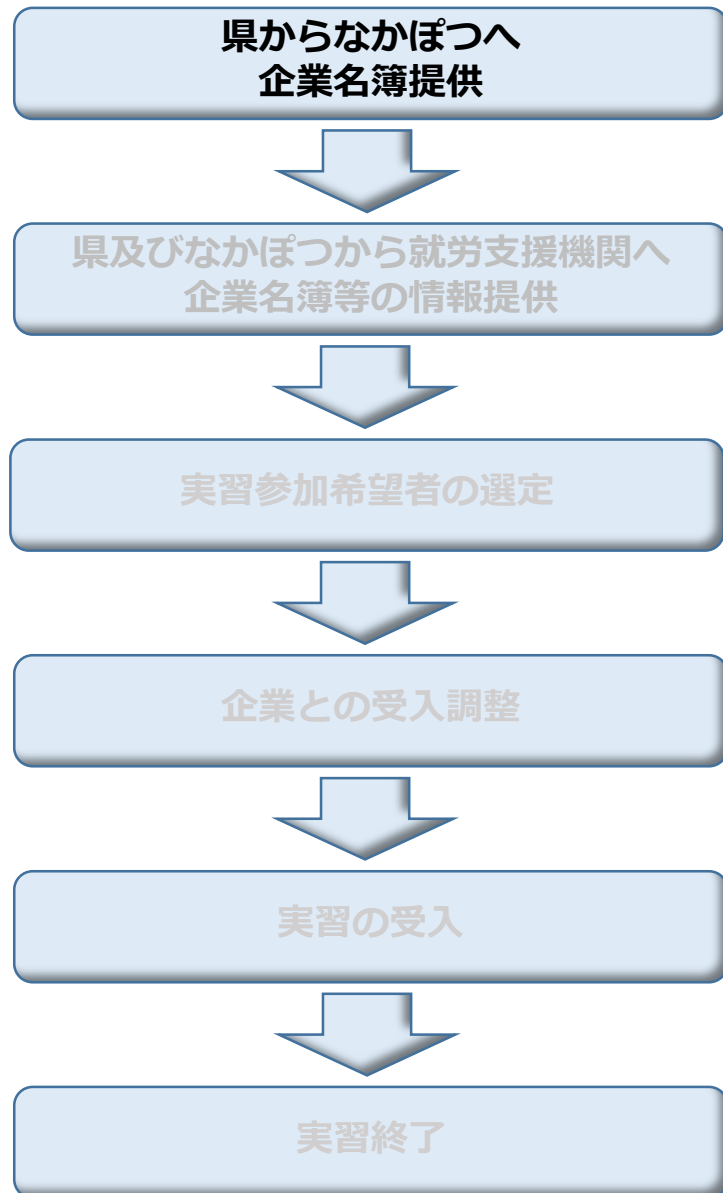 県からなかぽつへ
企業名簿提供
県及びなかぽつから就労支援機関へ
企業名簿等の情報提供
実習参加希望者の選定
企業との受入調整
実習の受入
実習終了